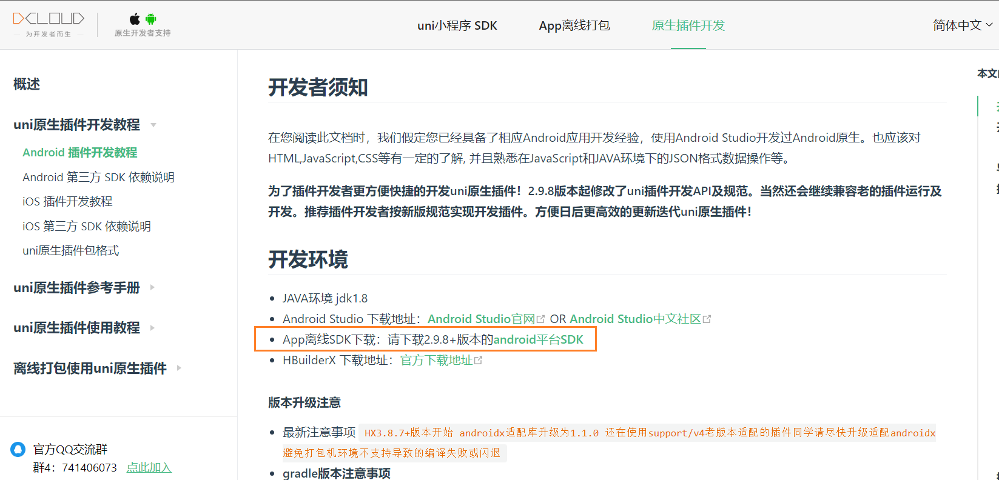 DCLOUD
为开发者而生
原生开发者支持
uni小程序 SDK
App离线打包
原生插件开发
简体中文
概述
uni原生插件开发教程
Android 插件开发教程
Android 第三方 SDK 依赖说明
iOS 插件开发教程
iOS 第三方 SDK 依赖说明
uni原生插件包格式
uni原生插件参考手册
uni原生插件使用教程
离线打包使用uni原生插件
官方QQ交流群
群4：741406073 点此加入
开发者须知
在您阅读此文档时，我们假定您已经具备了相应Android应用开发经验，使用Android Studio开发过Android原生。也应该对
HTML,JavaScript,CSS等有一定的了解, 并且熟悉在JavaScript和JAVA环境下的JSON格式数据操作等。
为了插件开发者更方便快捷的开发uni原生插件！2.9.8版本起修改了uni插件开发API及规范。当然还会继续兼容老的插件运行及
开发。推荐插件开发者按新版规范实现开发插件。方便日后更高效的更新迭代uni原生插件！
开发环境
JAVA环境 jdk1.8
Android Studio 下载地址：Android Studio官网 OR Android Studio中文社区
App离线SDK下载：请下载2.9.8+版本的android平台SDK
HBuilderX 下载地址：官方下载地址
版本升级注意
最新注意事项 HX3.8.7+版本开始 androidx适配库升级为1.1.0 还在使用support/v4老版本适配的插件同学请尽快升级适配androidx
避免打包机环境不支持导致的编译失败或闪退
gradle版本注意事项
本文